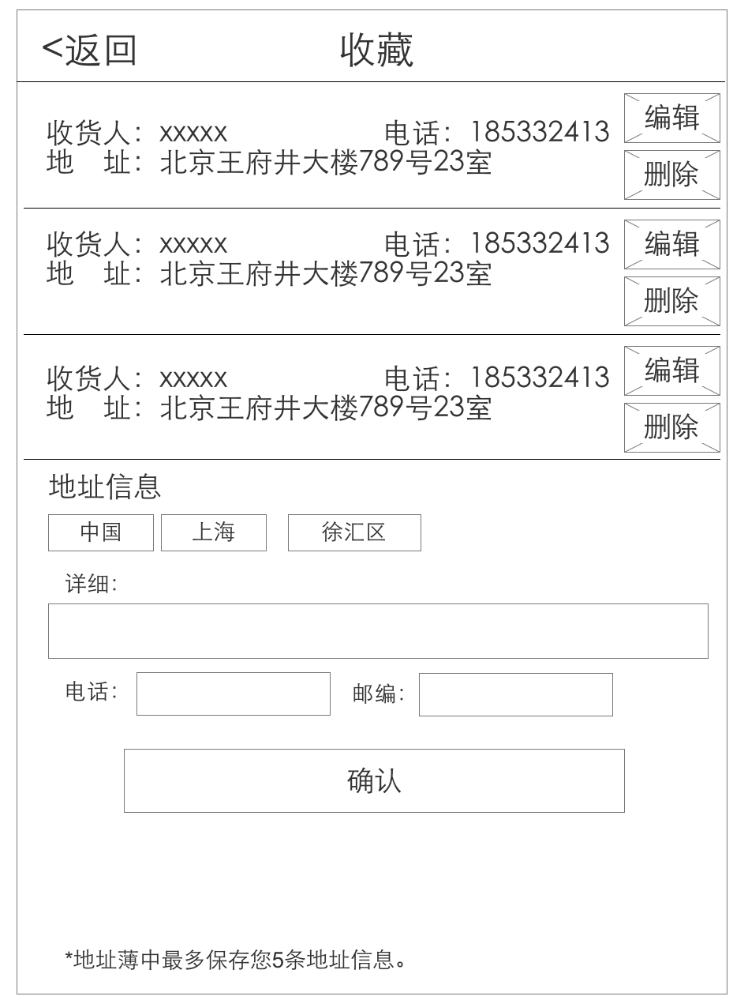 <返回 收藏
收货人：xxxxx 电话：185332413 编辑
地 址：北京王府井大楼789号23室 删除
收货人：xxxxx 电话：185332413 编辑
地 址：北京王府井大楼789号23室 删除
收货人：xxxxx 电话：185332413 编辑
地 址：北京王府井大楼789号23室 删除
地址信息
中国 上海 徐汇区
详细：
电话： 邮编：
确认
*地址薄中最多保存您5条地址信息。